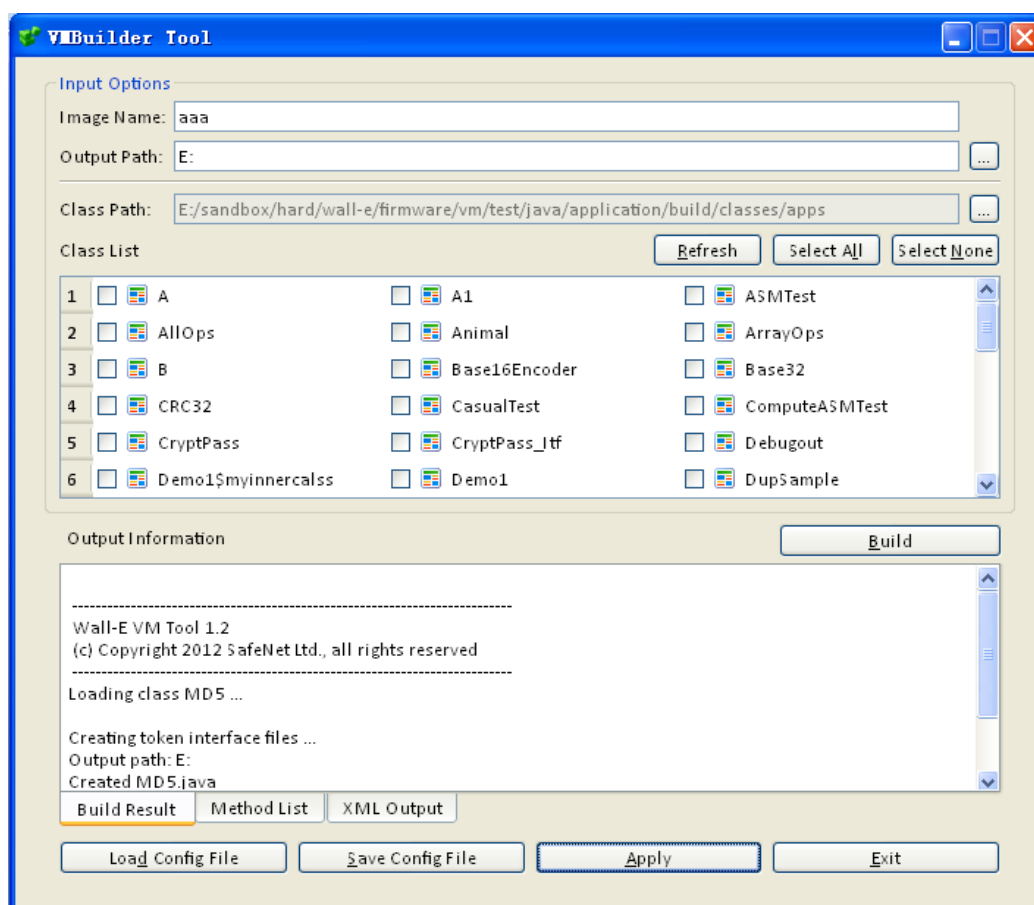 VMBuilder Tool
Input Options
Image Name: aaa
Output Path: E: ...
Class Path: E:/sandbox/hard/wall-e/firmware/vm/test/java/application/build/classes/apps ...
Class List Refresh Select All Select None
1 A A1 ASMTest
2 AllOps Animal ArrayOps
3 B Base16Encoder Base32
4 CRC32 CasualTest ComputeASMTest
5 CryptPass CryptPass_Itf Debugout
6 Demo1$myinnercalss Demo1 DupSample
Output Information Build
--------------------------------------------------------------------------
Wall-E VM Tool 1.2
(c) Copyright 2012 SafeNet Ltd., all rights reserved
--------------------------------------------------------------------------
Loading class MD5 ...
Creating token interface files ...
Output path: E:
Created MD5.java
Build Result Method List XML Output
Load Config File Save Config File Apply Exit